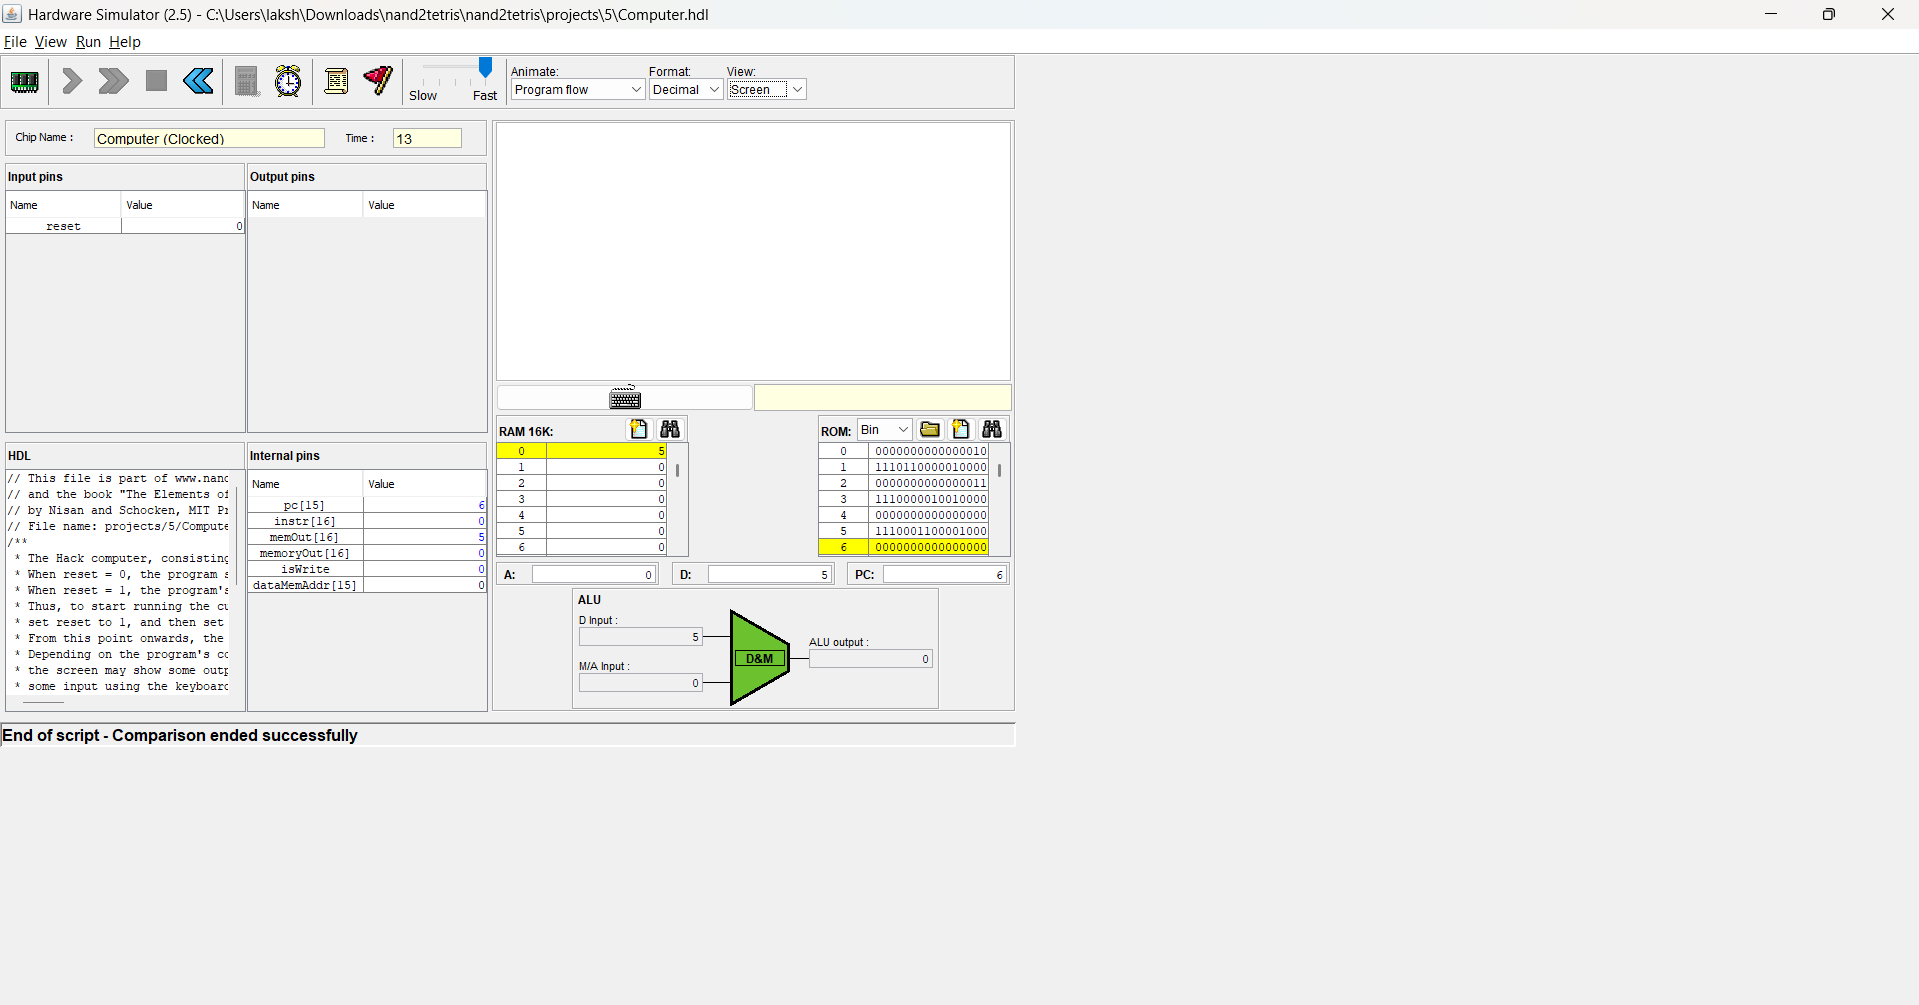 Hardware Simulator (2.5) - C:\Users\laksh\Downloads\nand2tetris\nand2tetris\projects\5\Computer.hdl
File View Run Help
Slow Fast
Animate:
Program flow
Format:
Decimal
View:
Screen
Chip Name :
Computer (Clocked)
Time :
13
Input pins
Name Value
reset 0
Output pins
Name Value
HDL
// This file is part of www.nand
// and the book "The Elements of
// by Nisan and Schocken, MIT Pr
// File name: projects/5/Compute
/**
* The Hack computer, consisting
* When reset = 0, the program s
* When reset = 1, the program's
* Thus, to start running the cu
* set reset to 1, and then set
* From this point onwards, the
* Depending on the program's co
* the screen may show some outp
* some input using the keyboard
Internal pins
Name Value
pc[15] 6
instr[16] 0
memOut[16] 5
memoryOut[16] 0
isWrite 0
dataMemAddr[15] 0
RAM 16K:
0 5
1 0
2 0
3 0
4 0
5 0
6 0
ROM: Bin
0 0000000000000010
1 1110110000010000
2 0000000000000011
3 1110000010010000
4 0000000000000000
5 1110001100001000
6 0000000000000000
A: 0
D: 5
PC: 6
ALU
D Input :
5
M/A Input :
0
D&M
ALU output :
0
End of script - Comparison ended successfully